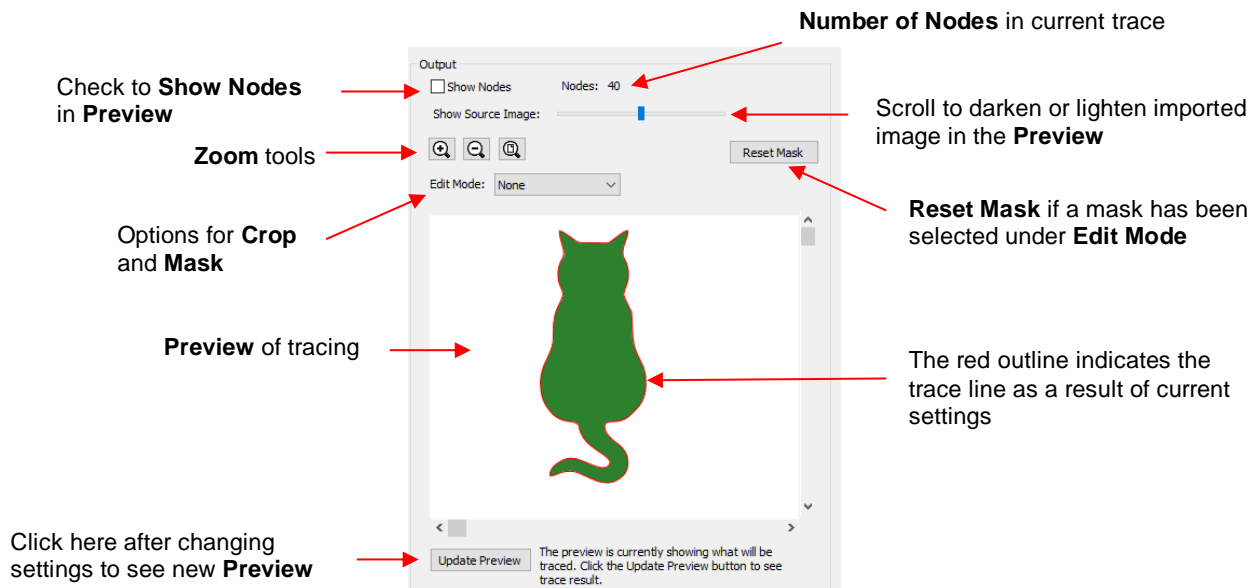 Number of Nodes in current trace
Output
Check to Show Nodes
in Preview
Show Nodes
Nodes: 40
Show Source Image:
Scroll to darken or lighten imported
image in the Preview
Zoom tools
Reset Mask
Edit Mode: None
Options for Crop
and Mask
Reset Mask if a mask has been
selected under Edit Mode
Preview of tracing
The red outline indicates the
trace line as a result of current
settings
Click here after changing
settings to see new Preview
Update Preview
The preview is currently showing what will be
traced. Click the Update Preview button to see
trace result.